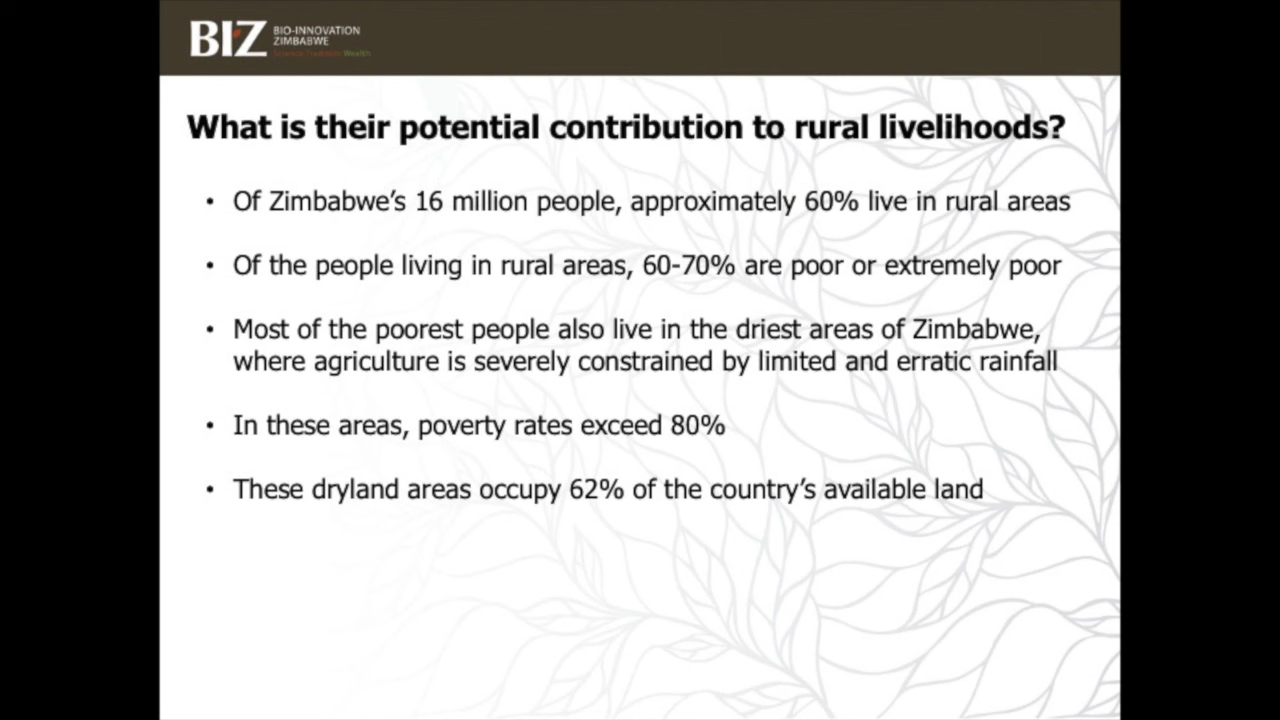 BIZ
BIO-INNOVATION
ZIMBABWE
What is their potential contribution to rural livelihoods?
• Of Zimbabwe’s 16 million people, approximately 60% live in rural areas
• Of the people living in rural areas, 60-70% are poor or extremely poor
• Most of the poorest people also live in the driest areas of Zimbabwe,
where agriculture is severely constrained by limited and erratic rainfall
• In these areas, poverty rates exceed 80%
• These dryland areas occupy 62% of the country’s available land